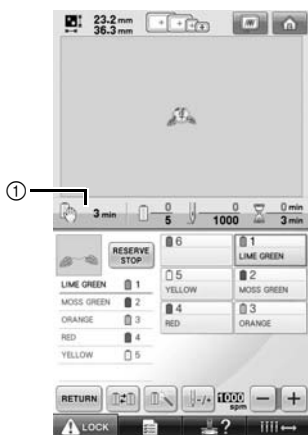 23.2 mm
36.3 mm
①
3 min
0
5
0
1000
0 min
3 min
RESERVE
STOP
LIME GREEN 1
MOSS GREEN 2
ORANGE 3
RED 4
YELLOW 5
6
1
LIME GREEN
5
YELLOW
2
MOSS GREEN
4
RED
3
ORANGE
RETURN
-/+
1000
spm
- +
LOCK
?